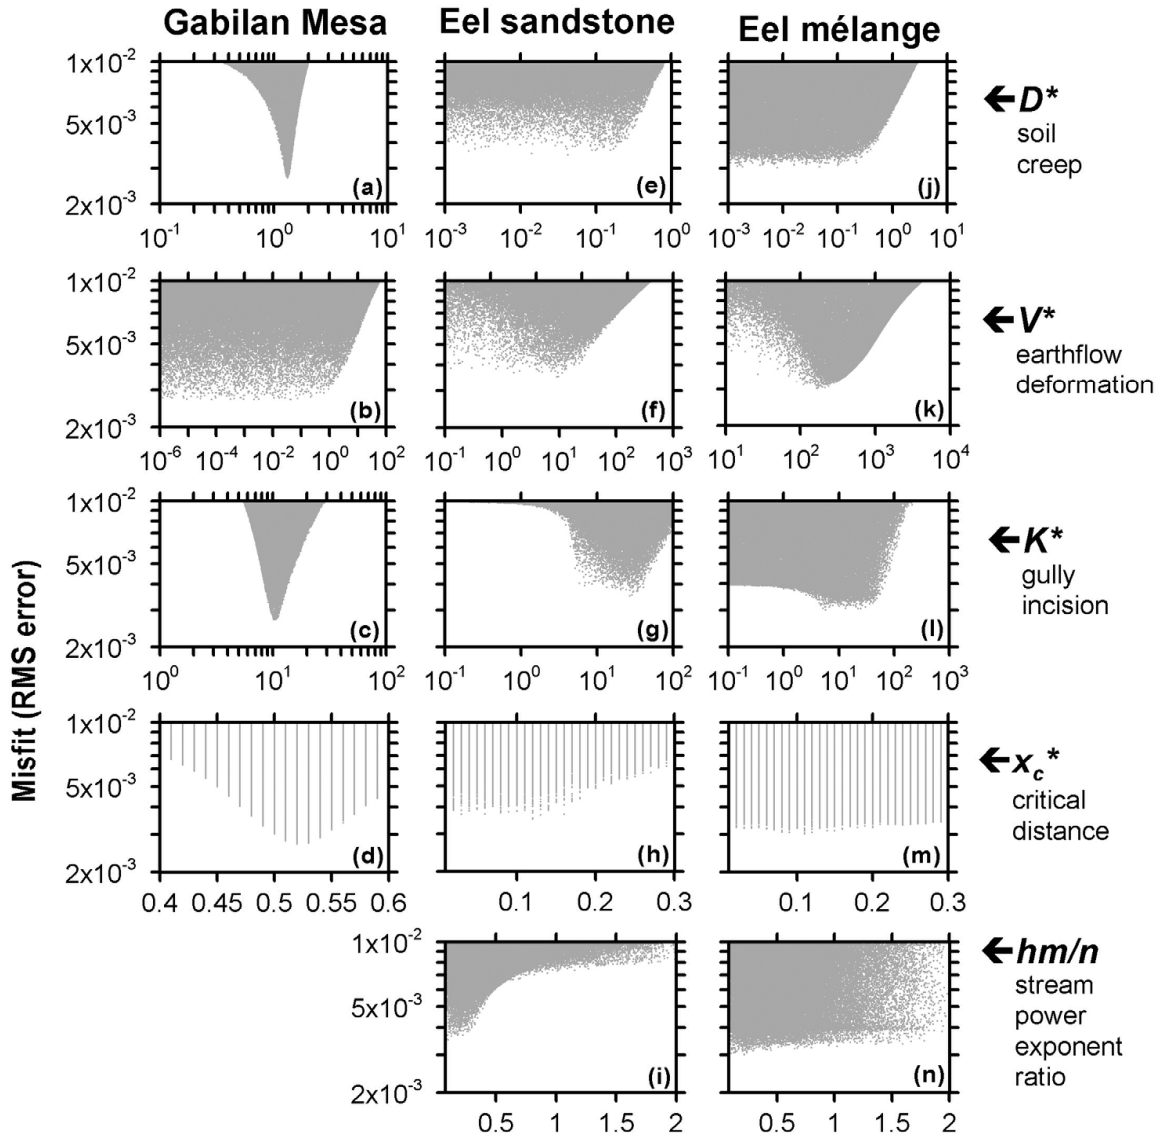 Gabilan Mesa Eel sandstone Eel mélange
1x10⁻²
5x10⁻³
2x10⁻³
(a) (e) (j)
10⁻¹ 10⁰ 10¹ 10⁻³ 10⁻² 10⁻¹ 10⁰ 10⁻³ 10⁻² 10⁻¹ 10⁰ 10¹
D*
soil
creep
1x10⁻²
5x10⁻³
2x10⁻³
(b) (f) (k)
10⁻⁶ 10⁻⁴ 10⁻² 10⁰ 10² 10⁻¹ 10⁰ 10¹ 10² 10³ 10¹ 10² 10³ 10⁴
V*
earthflow
deformation
Misfit (RMS error)
1x10⁻²
5x10⁻³
2x10⁻³
(c) (g) (l)
10⁰ 10¹ 10² 10⁻¹ 10⁰ 10¹ 10² 10⁻¹ 10⁰ 10¹ 10² 10³
K*
gully
incision
1x10⁻²
5x10⁻³
2x10⁻³
(d) (h) (m)
0.4 0.45 0.5 0.55 0.6 0.1 0.2 0.3 0.1 0.2 0.3
x_c*
critical
distance
1x10⁻²
5x10⁻³
2x10⁻³
(i) (n)
0.5 1 1.5 2 0.5 1 1.5 2
hm/n
stream
power
exponent
ratio